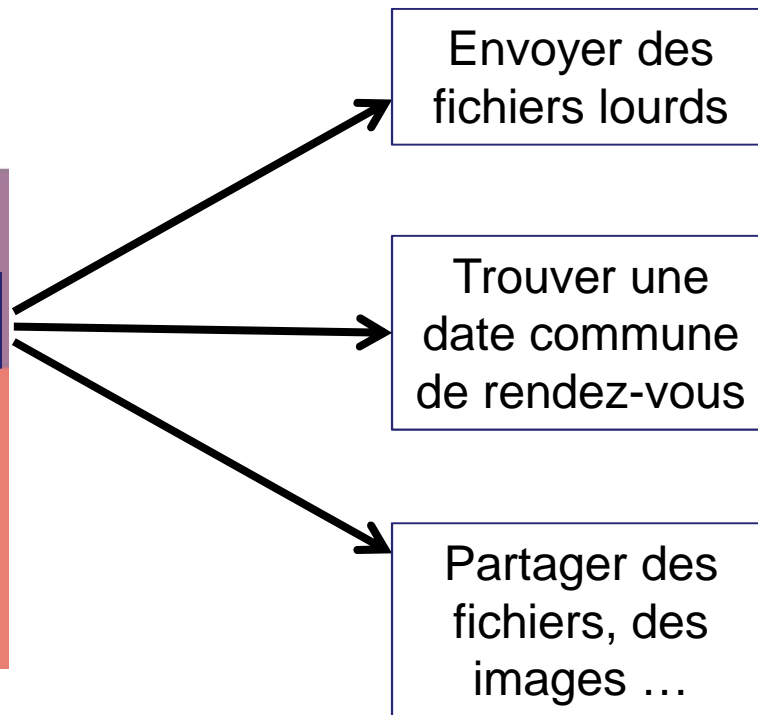 Envoyer des
fichiers lourds
Trouver une
date commune
de rendez-vous
Partager des
fichiers, des
images …